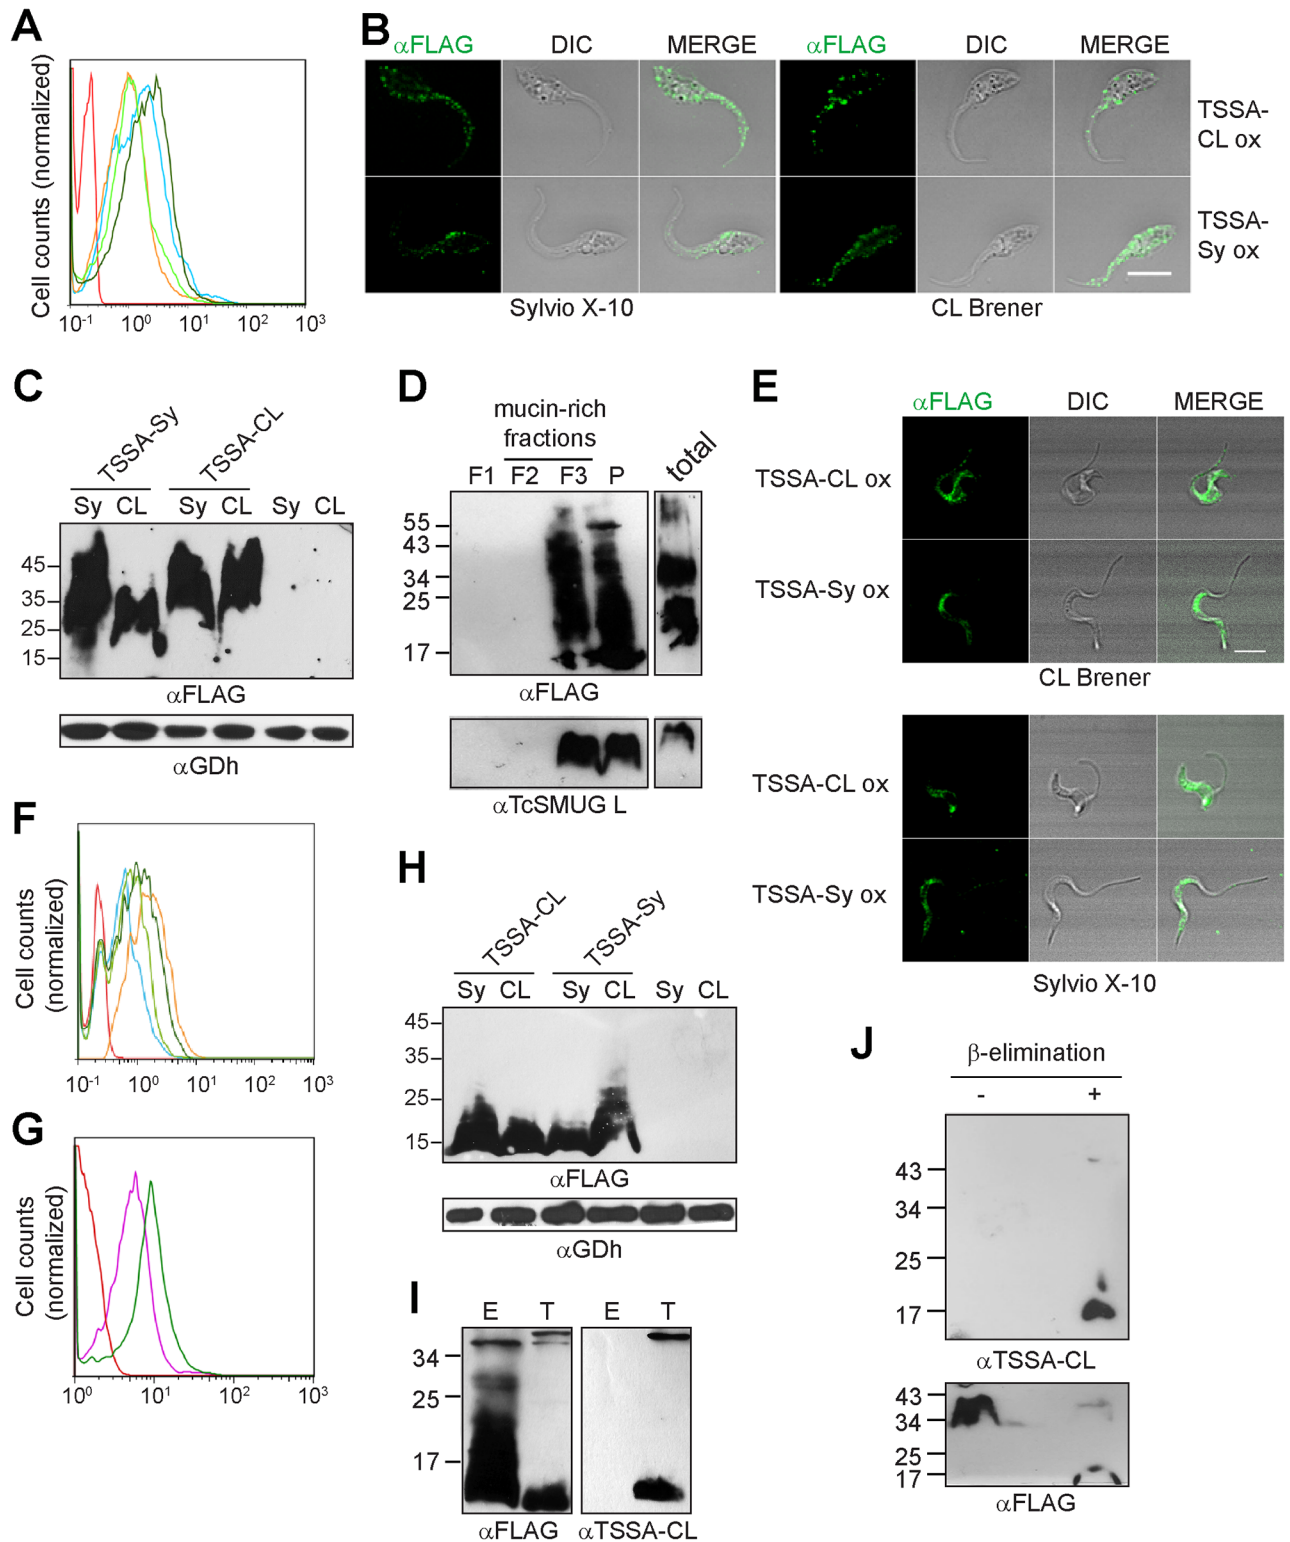 A
Cell counts (normalized)
10-1 100 101 102 103
B
αFLAG DIC MERGE αFLAG DIC MERGE
TSSA-
CL ox
TSSA-
Sy ox
Sylvio X-10 CL Brener
C
TSSA-Sy TSSA-CL
Sy CL Sy CL Sy CL
45
35
25
15
αFLAG
αGDh
D
mucin-rich
fractions
F1 F2 F3 P total
55
43
34
25
17
αFLAG
αTcSMUG L
E
αFLAG DIC MERGE
TSSA-CL ox
TSSA-Sy ox
CL Brener
TSSA-CL ox
TSSA-Sy ox
Sylvio X-10
F
Cell counts
(normalized)
10-1 100 101 102 103
G
Cell counts
(normalized)
100 101 102 103
H
TSSA-CL TSSA-Sy
Sy CL Sy CL Sy CL
45
35
25
15
αFLAG
αGDh
I
E T E T
34
25
17
αFLAG αTSSA-CL
J
β-elimination
- +
43
34
25
17
αTSSA-CL
43
34
25
17
αFLAG